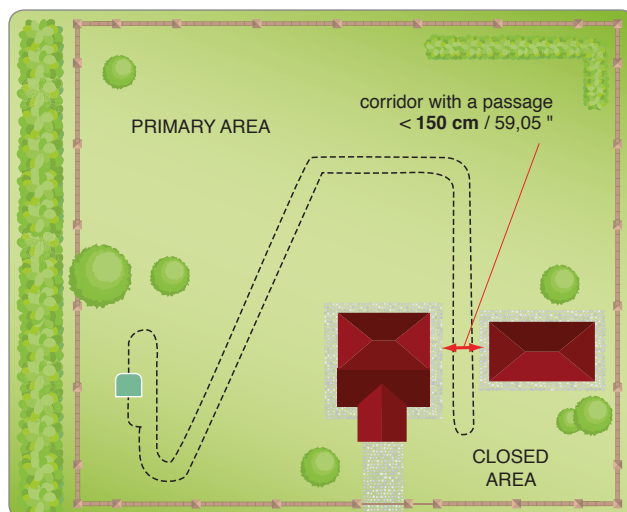 PRIMARY AREA
corridor with a passage
< 150 cm / 59,05 "
CLOSED
AREA